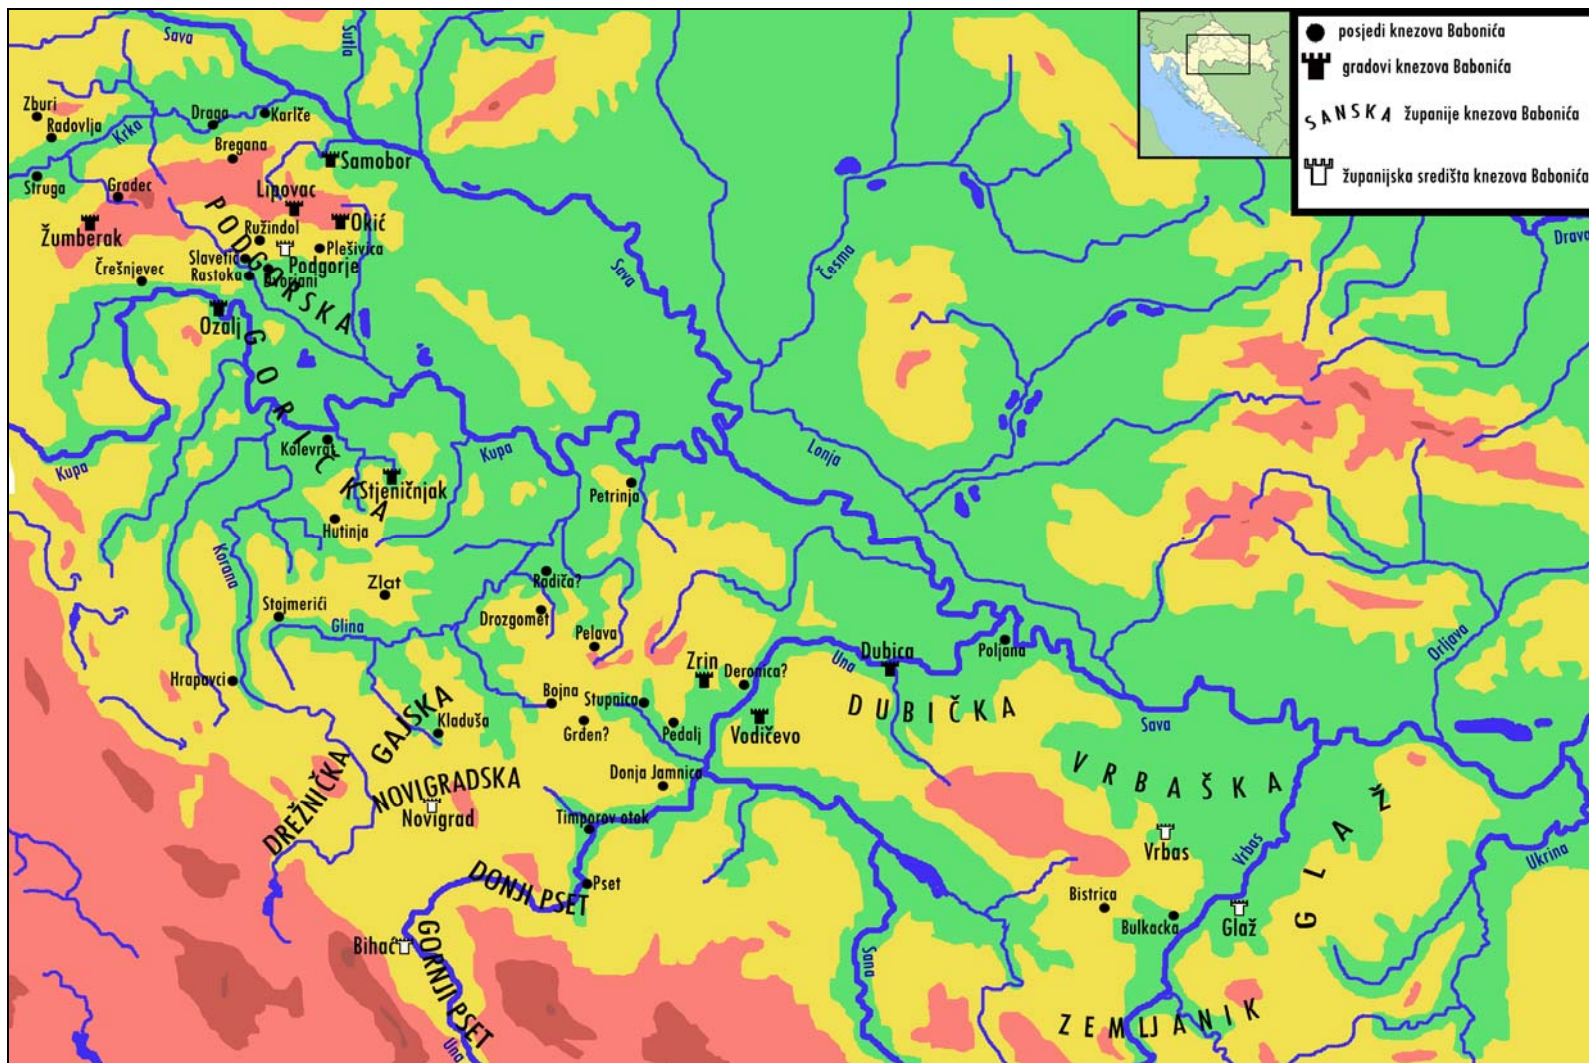 posjedi knezova Babonića
gradovi knezova Babonića
SANSKA županije knezova Babonića
županijska središta knezova Babonića
Sava
Sutla
Zburi
Radovlja
Krka
Draga
Karlče
Bregana
Samobor
Struga
Gradec
Lipovac
Okić
Žumberak
PODGORSKA
Ružindol
Plešivica
Slavetić
Podgorje
Rastoka
Dvorjani
Črešnjevec
Ozalj
Sava
Česma
Drava
GORIČKA
Kolevrat
Kupa
Kupa
Lonja
Stjeničnjak
Petrinja
Hutinja
Korana
Radiča?
Zlat
Stojmerići
Drozgomet
Glina
Pelava
Hrapavci
Zrin
Deronica?
Una
Dubica
Poljana
Orljava
Bojna
Stupnica
GAJSKA
Kladuša
Grđen?
Pedalj
Vodičevo
DUBIČKA
Sava
DREŽNIČKA
NOVIGRADSKA
Novigrad
Donja Jamnica
VRBAŠKA
Timporov otok
Vrbas
Vrbas
GLAŽ
Ukrina
DONJI PSET
Pset
Bistrica
Bulkacka
Glaž
Bihać
GORNJI PSET
Sana
Una
ZEMLJANIK